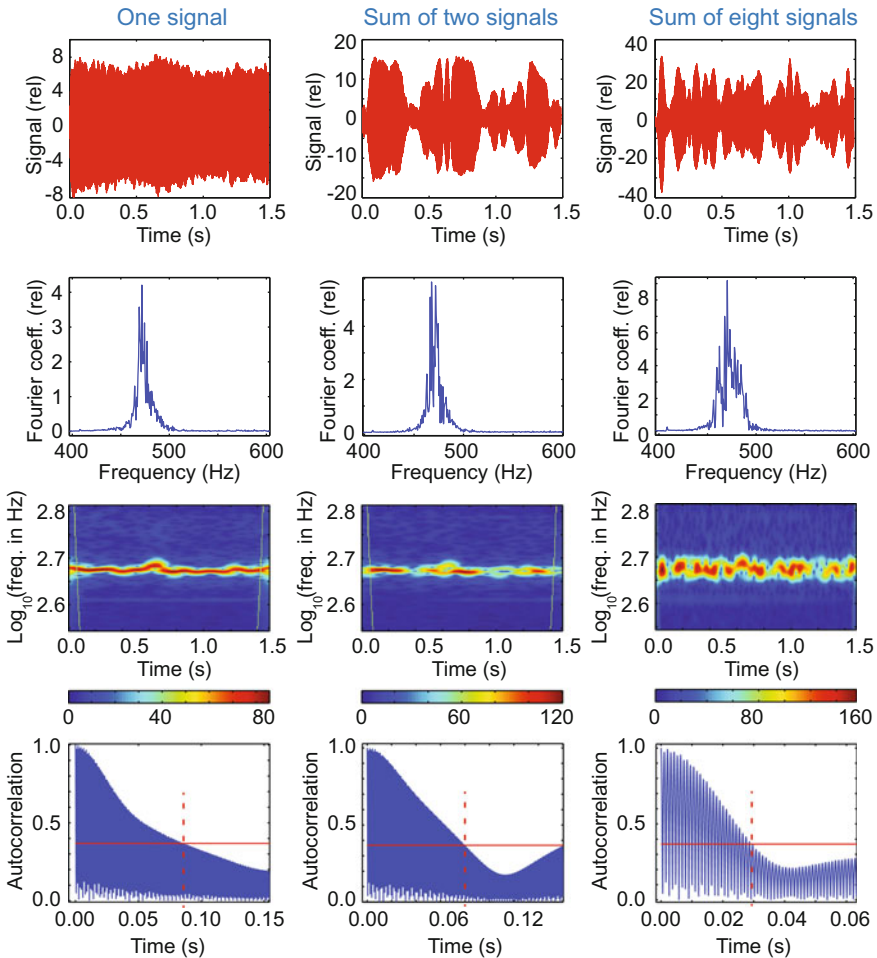 One signal
Sum of two signals
Sum of eight signals
Signal (rel)
8
4
0
-4
-8
0.0 0.5 1.0 1.5
Time (s)
Signal (rel)
20
10
0
-10
-20
0.0 0.5 1.0 1.5
Time (s)
Signal (rel)
40
20
0
-20
-40
0.0 0.5 1.0 1.5
Time (s)
Fourier coeff. (rel)
4
3
2
1
0
400 500 600
Frequency (Hz)
Fourier coeff. (rel)
4
2
0
400 500 600
Frequency (Hz)
Fourier coeff. (rel)
8
6
4
2
0
400 500 600
Frequency (Hz)
Log10(freq. in Hz)
2.8
2.7
2.6
0.0 0.5 1.0 1.5
Time (s)
0 40 80
Log10(freq. in Hz)
2.8
2.7
2.6
0.0 0.5 1.0 1.5
Time (s)
0 60 120
Log10(freq. in Hz)
2.8
2.7
2.6
0.0 0.5 1.0 1.5
Time (s)
0 80 160
Autocorrelation
1.0
0.5
0.0
0.00 0.05 0.10 0.15
Time (s)
Autocorrelation
1.0
0.5
0.0
0.00 0.06 0.12
Time (s)
Autocorrelation
1.0
0.5
0.0
0.00 0.02 0.04 0.06
Time (s)